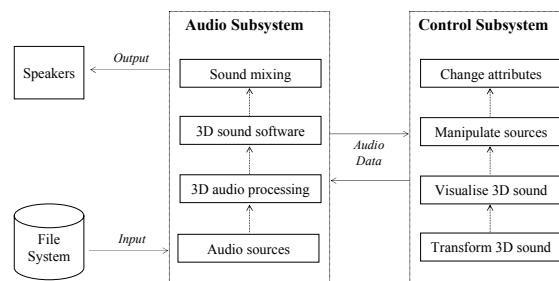 Audio Subsystem
Control Subsystem
Speakers
Output
Sound mixing
Change attributes
3D sound software
Manipulate sources
Audio
Data
3D audio processing
Visualise 3D sound
File
System
Input
Audio sources
Transform 3D sound